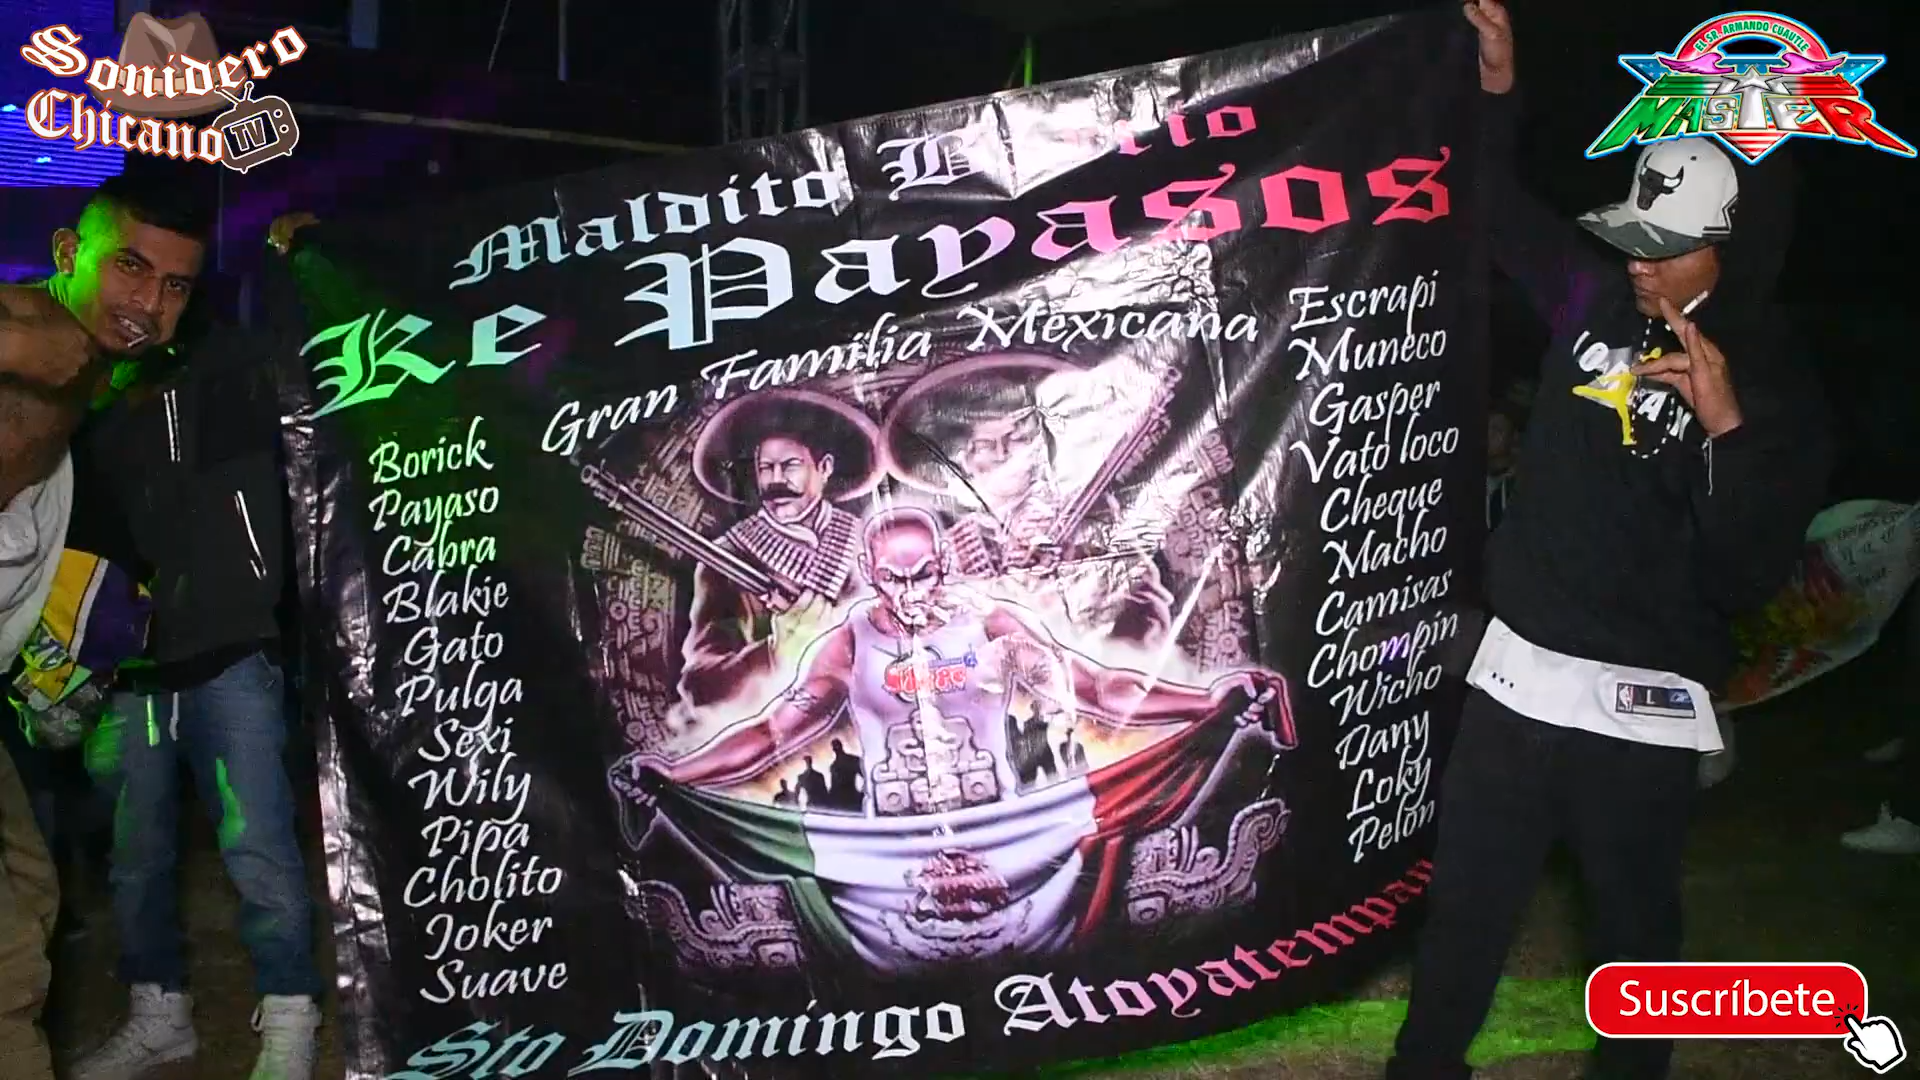 Sonidero
Chicano TV
EL SR. ARMANDO CUAUTLE
MASTER
Maldito
Ke Payasos
Gran Familia Mexicana
Borick
Payaso
Cabra
Blakie
Gato
Pulga
Sexi
Wily
Pipa
Cholito
Joker
Suave
Escrapi
Muneco
Gasper
Vato loco
Cheque
Macho
Camisas
Chompin
Wicho
Dany
Loky
Pelon
Sto Domingo Atoyatempan
L
Suscríbete